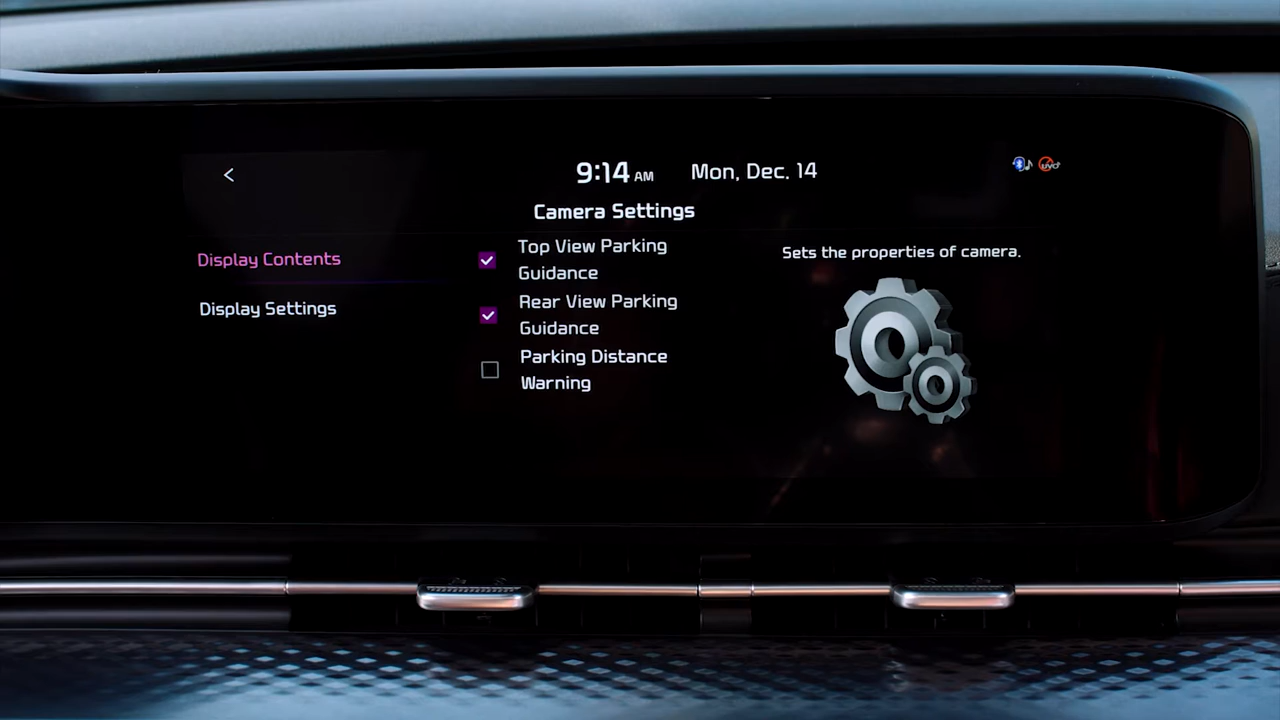 9:14 AM Mon, Dec. 14
UVO
Camera Settings
Display Contents
Display Settings
Top View Parking
Guidance
Rear View Parking
Guidance
Parking Distance
Warning
Sets the properties of camera.